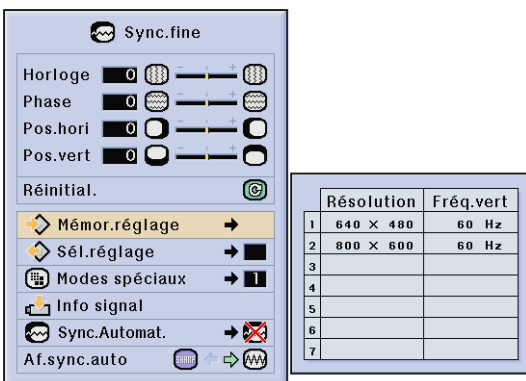 Sync.fine
Horloge 0 - +
Phase 0 - +
Pos.hori 0 - +
Pos.vert 0 - +
Réinitial.
Mémor.réglage
Sél.réglage
Modes spéciaux 1
Info signal
Sync.Automat.
Af.sync.auto SHARP
Résolution Fréq.vert
1 640 × 480 60 Hz
2 800 × 600 60 Hz
3
4
5
6
7